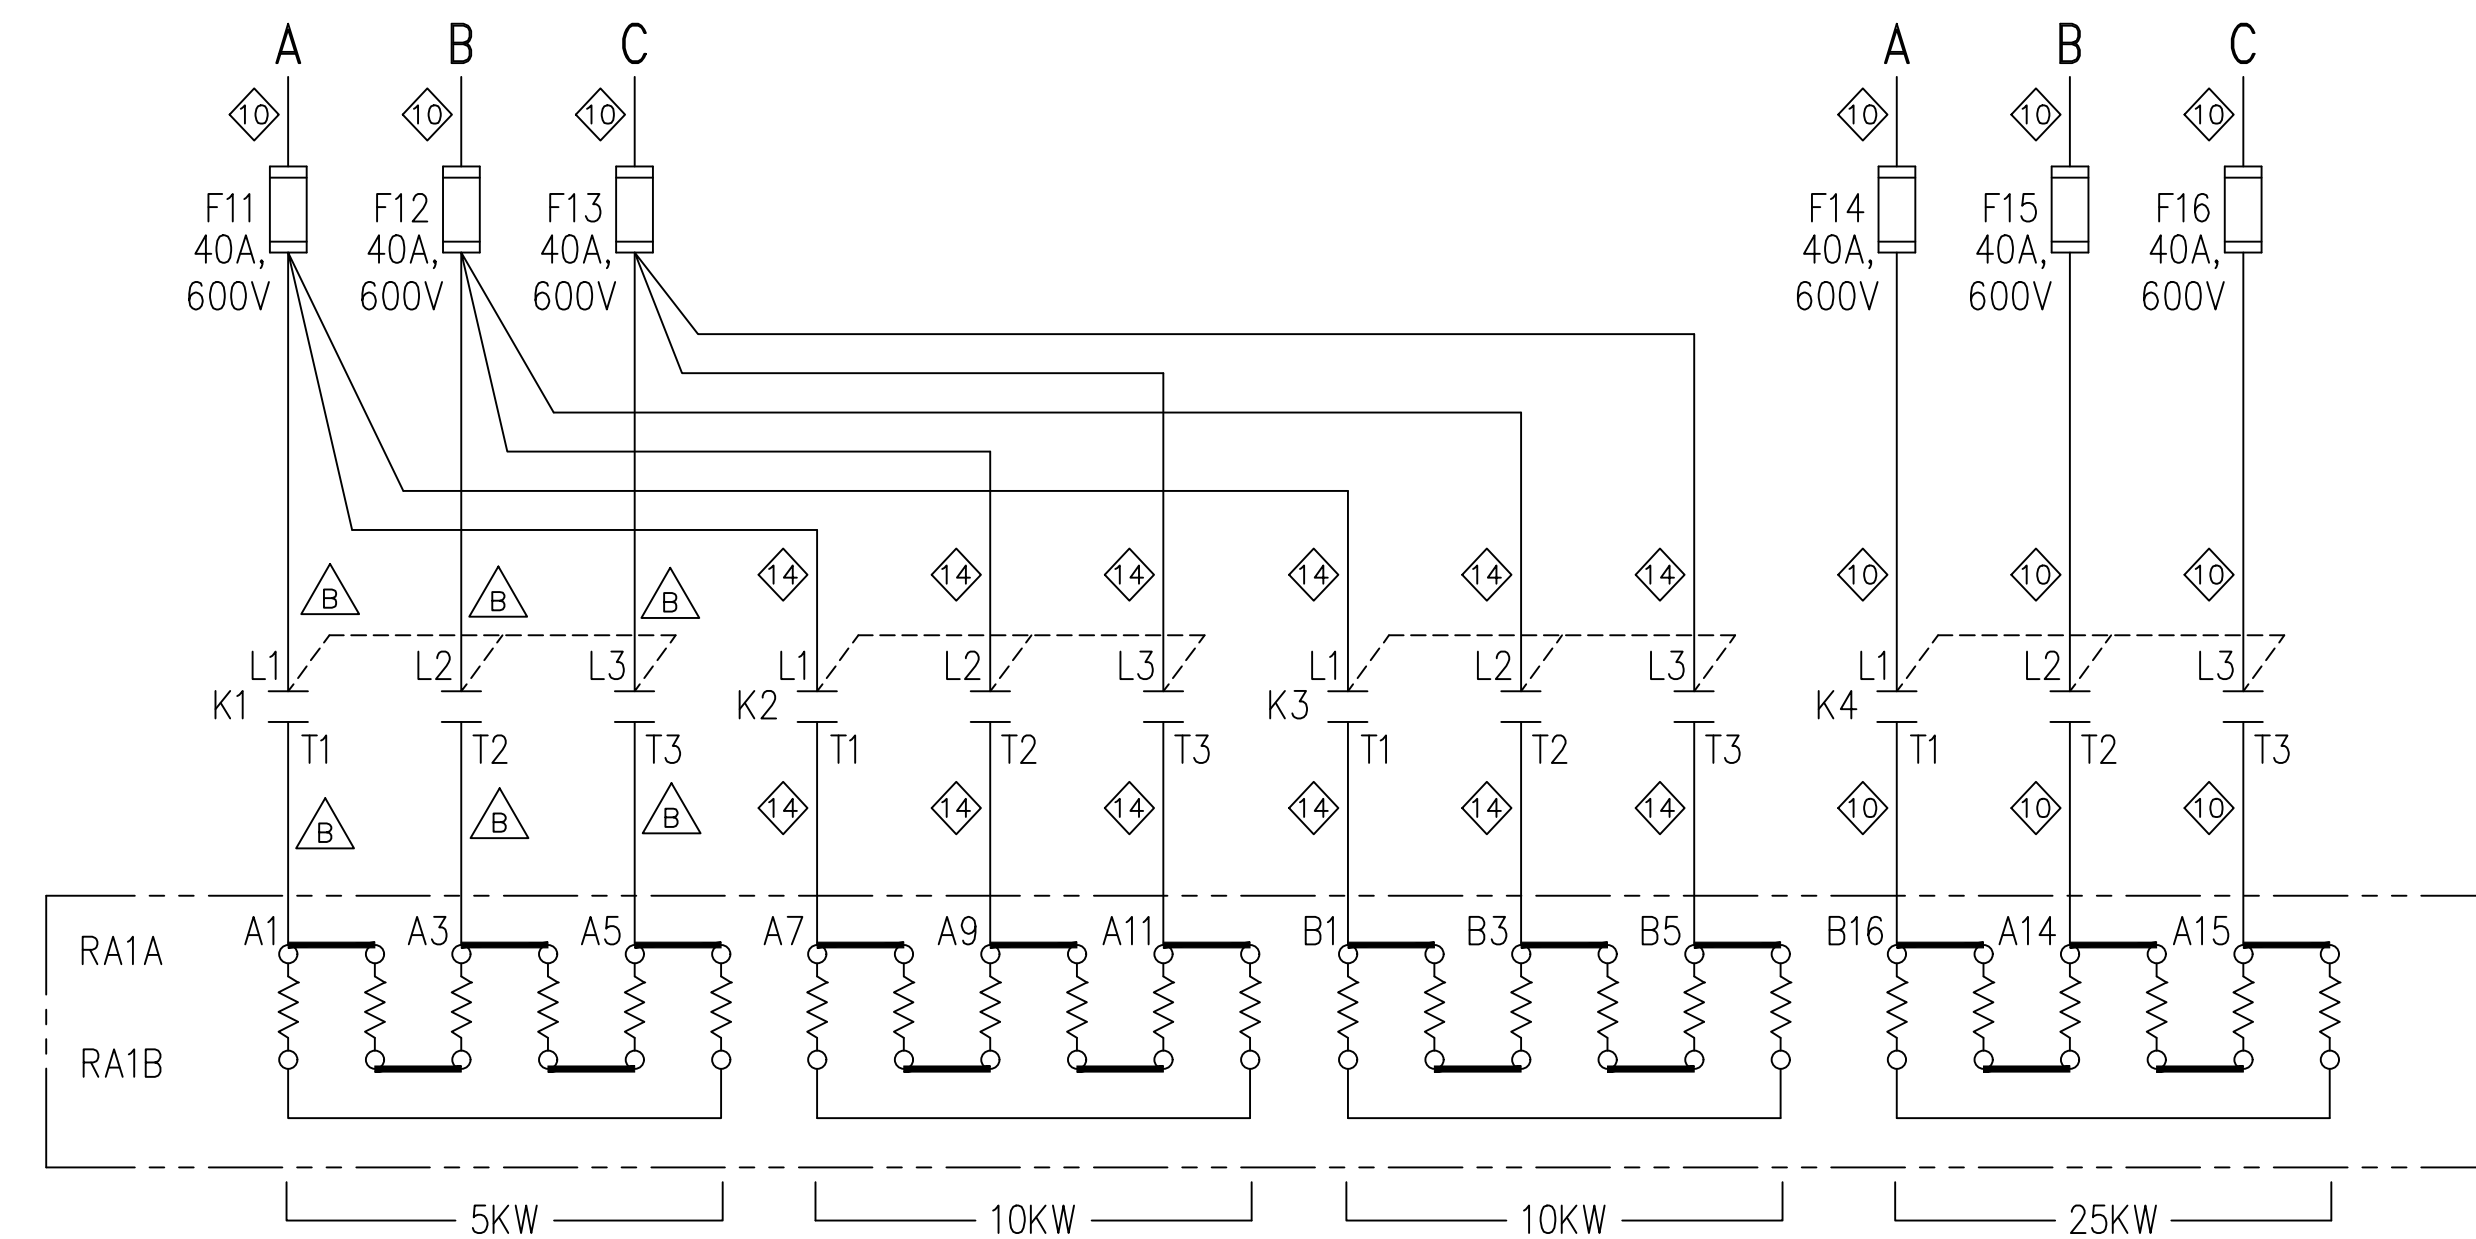 A B C A B C
10 10 10 10 10 10
F11 F12 F13 F14 F15 F16
40A, 40A, 40A, 40A, 40A, 40A,
600V 600V 600V 600V 600V 600V
B B B 14 14 14 14 14 14 10 10 10
L1 L2 L3 L1 L2 L3 L1 L2 L3 L1 L2 L3
K1 K2 K3 K4
T1 T2 T3 T1 T2 T3 T1 T2 T3 T1 T2 T3
B B B 14 14 14 14 14 14 10 10 10
A1 A3 A5 A7 A9 A11 B1 B3 B5 B16 A14 A15
RA1A
RA1B
5KW 10KW 10KW 25KW